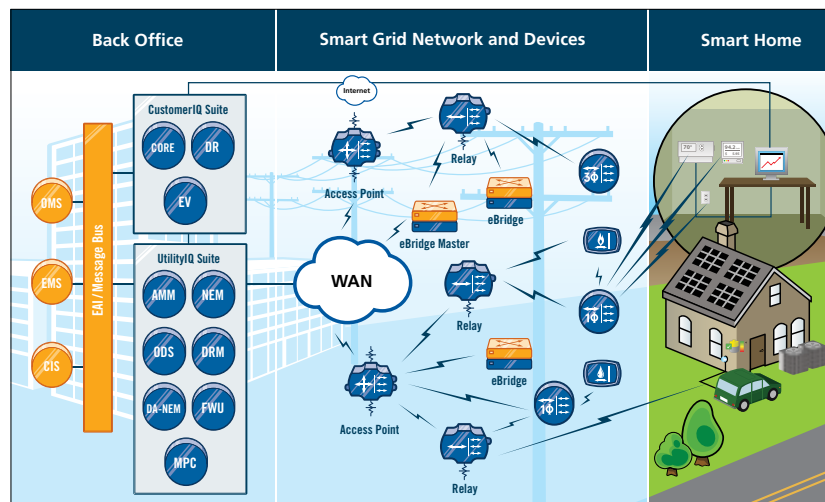 Back Office
Smart Grid Network and Devices
Smart Home
CustomerIQ Suite
CORE
DR
EV
OMS
EMS
CIS
EAI/Message Bus
UtilityIQ Suite
AMM
NEM
ODS
DRM
DA-NEM
FWU
MPC
Internet
Access Point
Relay
3Φ
eBridge
eBridge Master
WAN
Relay
1Φ
eBridge
Access Point
1Φ
Relay
70°